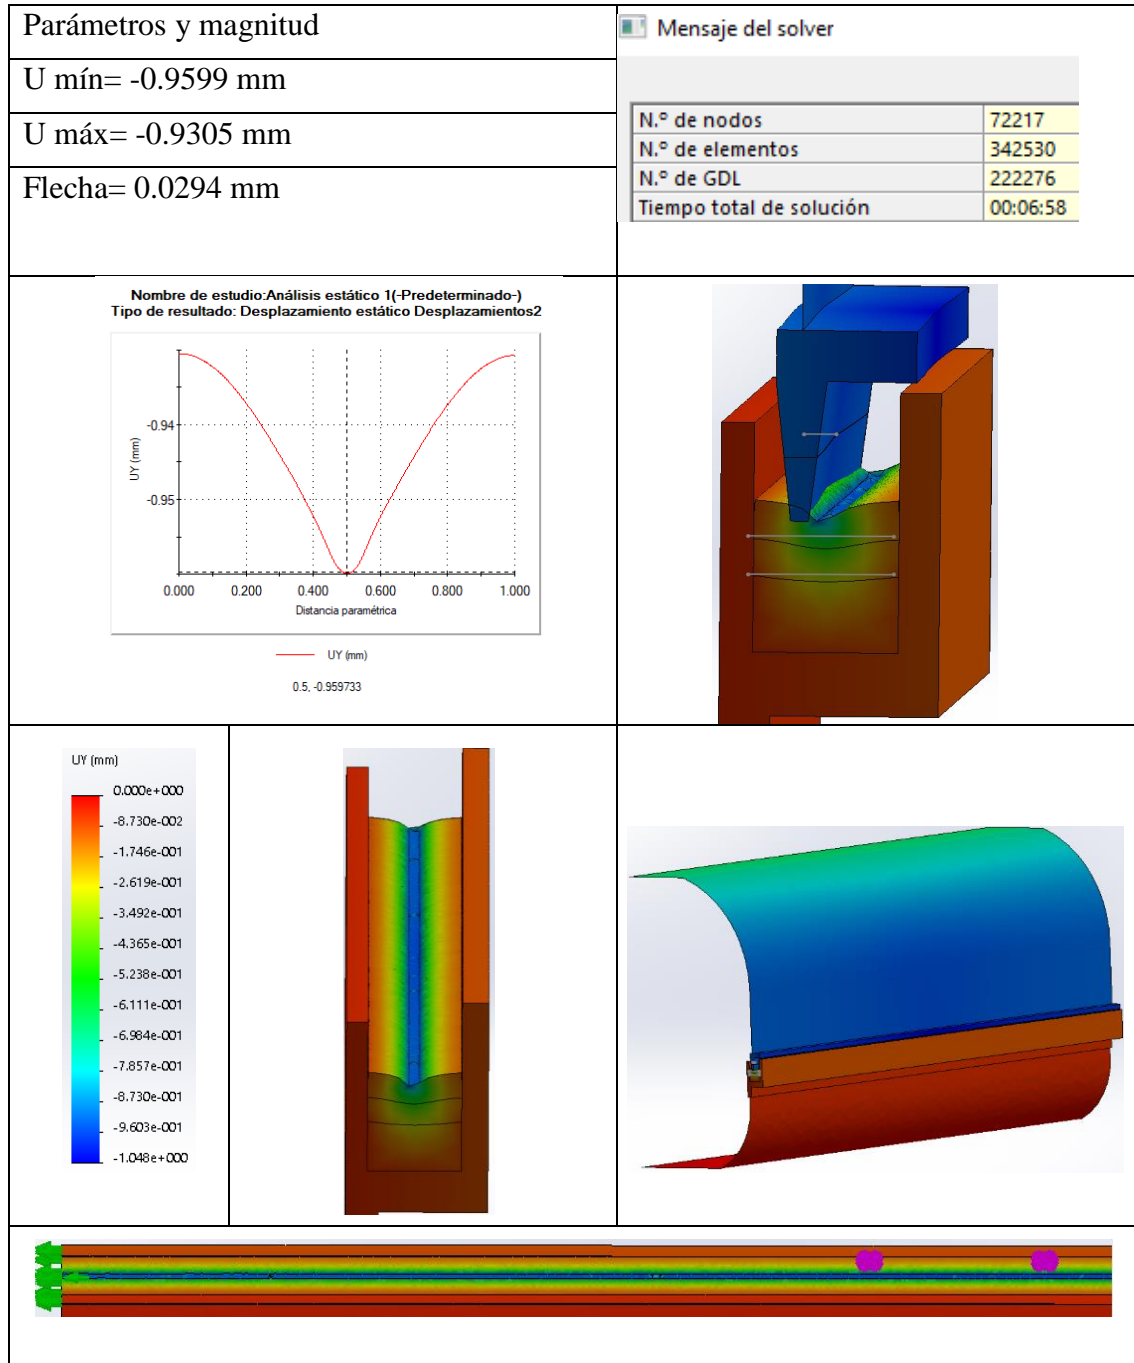 Parámetros y magnitud
U mín= -0.9599 mm
U máx= -0.9305 mm
Flecha= 0.0294 mm
Mensaje del solver
N.º de nodos 72217
N.º de elementos 342530
N.º de GDL 222276
Tiempo total de solución 00:06:58
Nombre de estudio:Análisis estático 1(-Predeterminado-)
Tipo de resultado: Desplazamiento estático Desplazamientos2
UY (mm)
-0.94
-0.95
0.000 0.200 0.400 0.600 0.800 1.000
Distancia paramétrica
UY (mm)
0.5, -0.959733
UY (mm)
0.000e+000
-8.730e-002
-1.746e-001
-2.619e-001
-3.492e-001
-4.365e-001
-5.238e-001
-6.111e-001
-6.984e-001
-7.857e-001
-8.730e-001
-9.603e-001
-1.048e+000